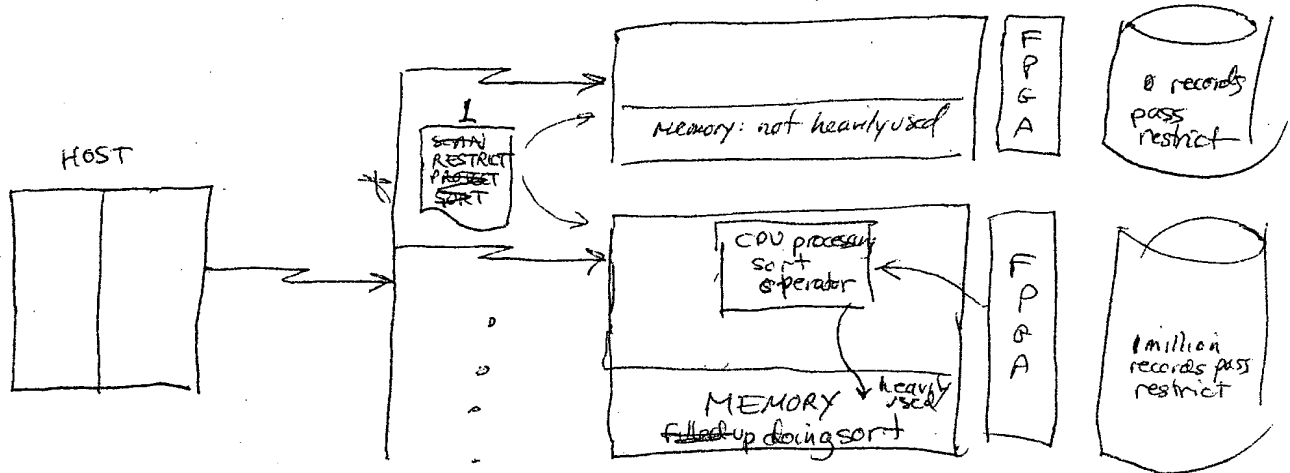 HOST
1
SCAN
RESTRICT
PROJECT
SORT
Memory: not heavily used
F
P
G
A
0 records
pass
restrict
CPU processing
sort
operator
heavily
used
MEMORY
filled up doing sort
F
P
G
A
1 million
records pass
restrict